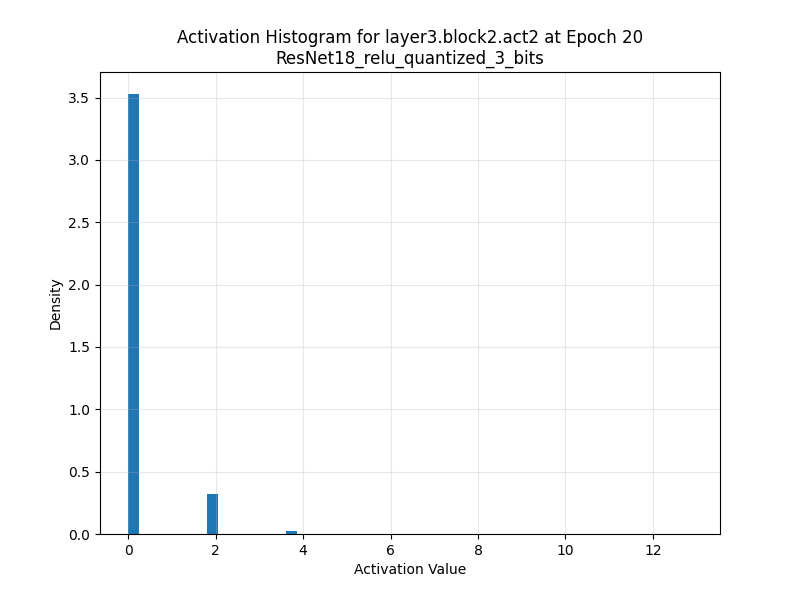 Activation Histogram for layer3.block2.act2 at Epoch 20
ResNet18_relu_quantized_3_bits
3.5
3.0
2.5
2.0
1.5
1.0
0.5
0.0
Density
0 2 4 6 8 10 12
Activation Value